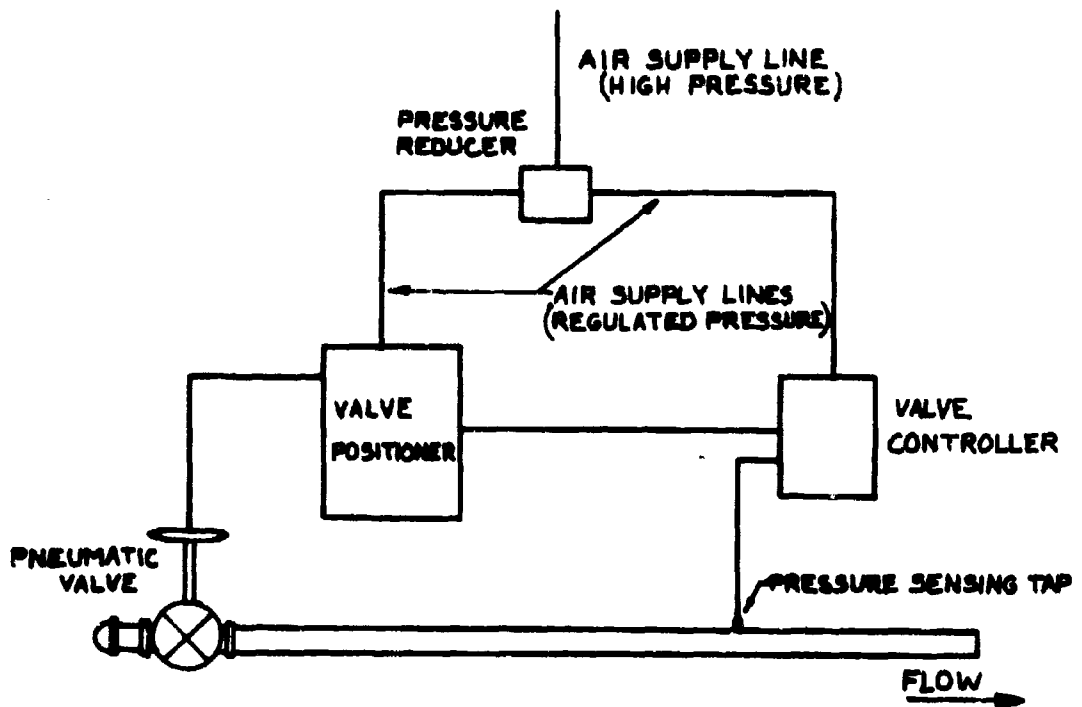 AIR SUPPLY LINE
(HIGH PRESSURE)
PRESSURE
REDUCER
AIR SUPPLY LINES
(REGULATED PRESSURE)
VALVE
POSITIONER
VALVE
CONTROLLER
PNEUMATIC
VALVE
PRESSURE SENSING TAP
FLOW